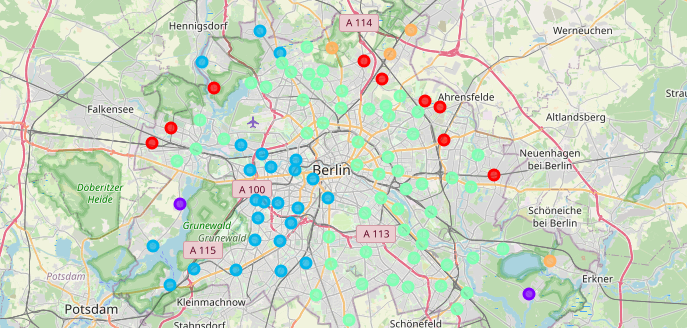 A 114
Hennigsdorf
Werneuchen
Ahrensfelde
Falkensee
Altlandsberg
Strau
Neuenhagen
bei Berlin
Berlin
Döberitzer
Heide
A 100
Schöneiche
bei Berlin
Grunewald
Grunewald
A 113
A 115
Potsdam
Erkner
Potsdam
Kleinmachnow
Stahnsdorf
Schönefeld